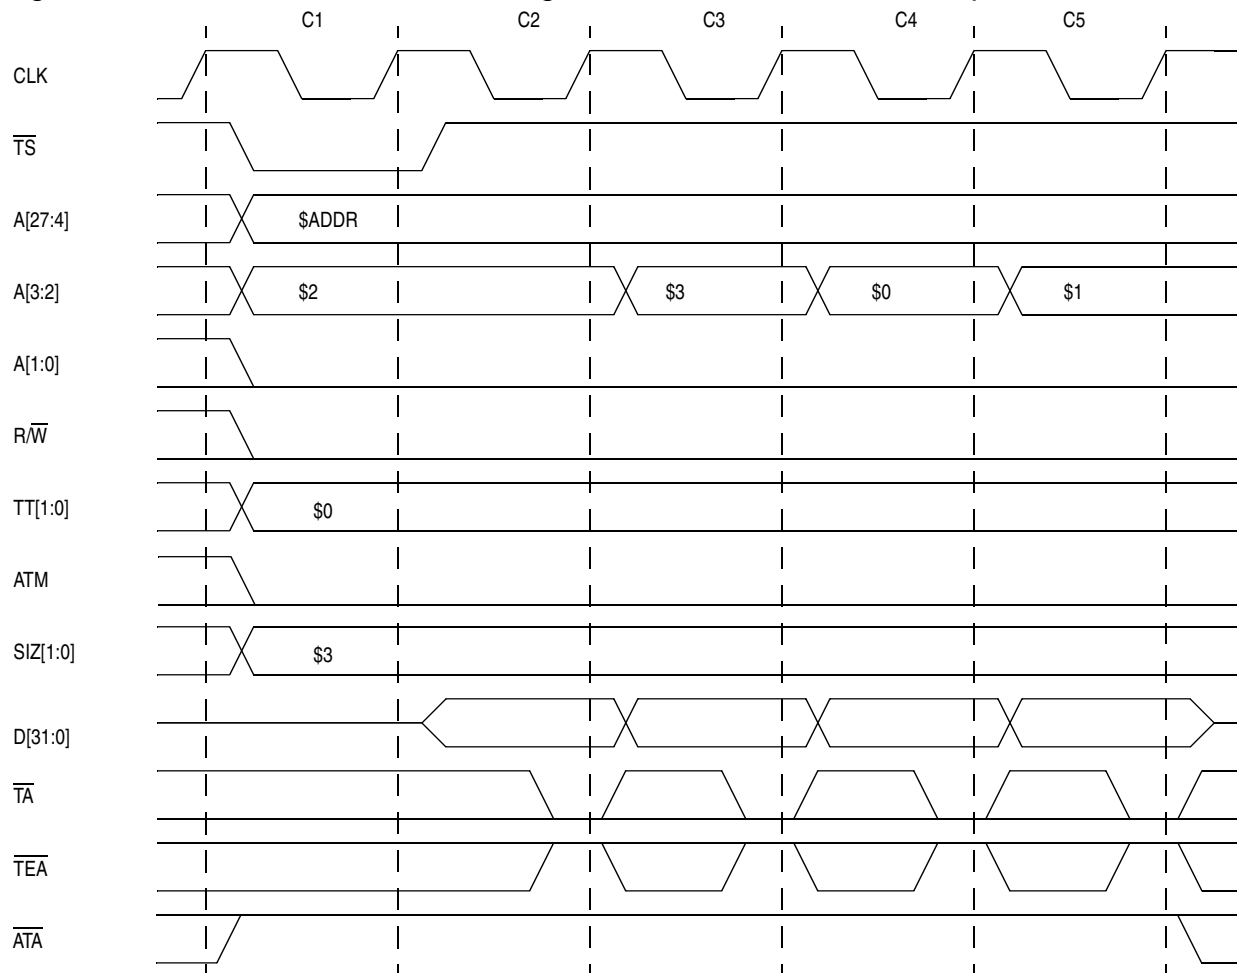 C1 C2 C3 C4 C5
CLK
TS
A[27:4] $ADDR
A[3:2] $2 $3 $0 $1
A[1:0]
R/W
TT[1:0] $0
ATM
SIZ[1:0] $3
D[31:0]
TA
TEA
ATA